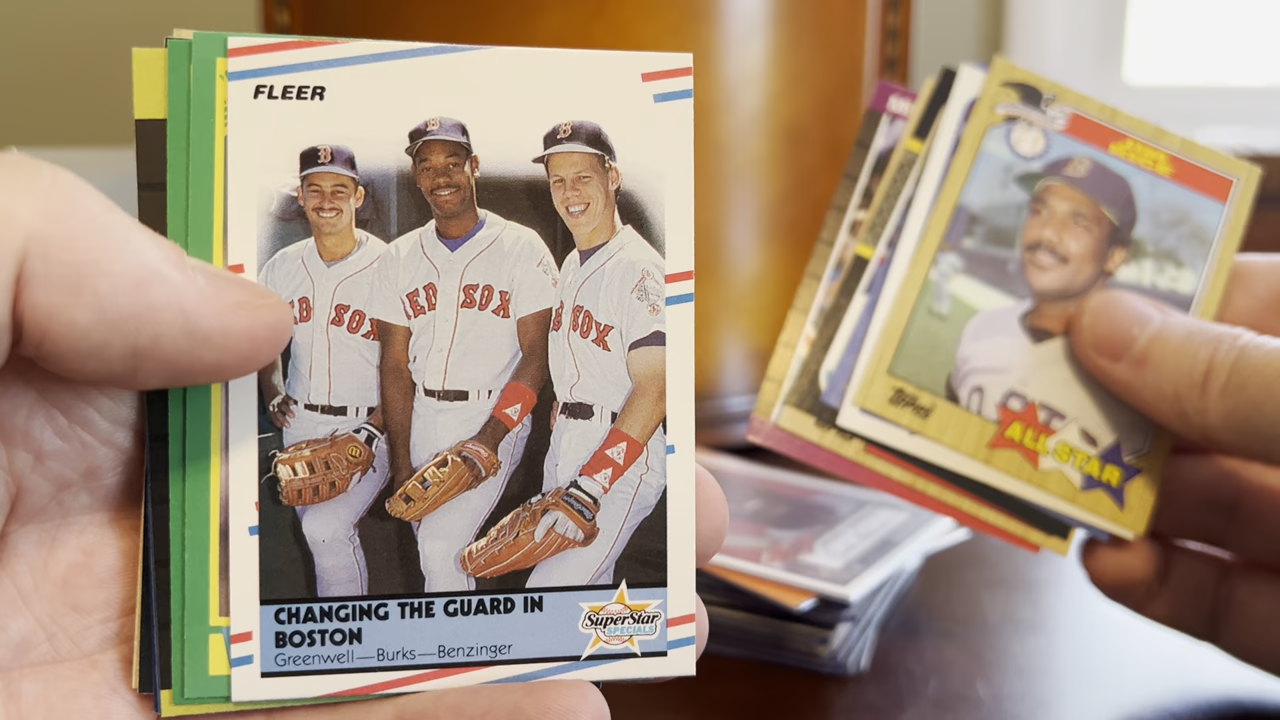 FLEER
B
B
B
RED SOX
RED SOX
RED SOX
CHANGING THE GUARD IN
BOSTON
Greenwell—Burks—Benzinger
SuperStar
SPECIALS
B
Topps
ALL STAR